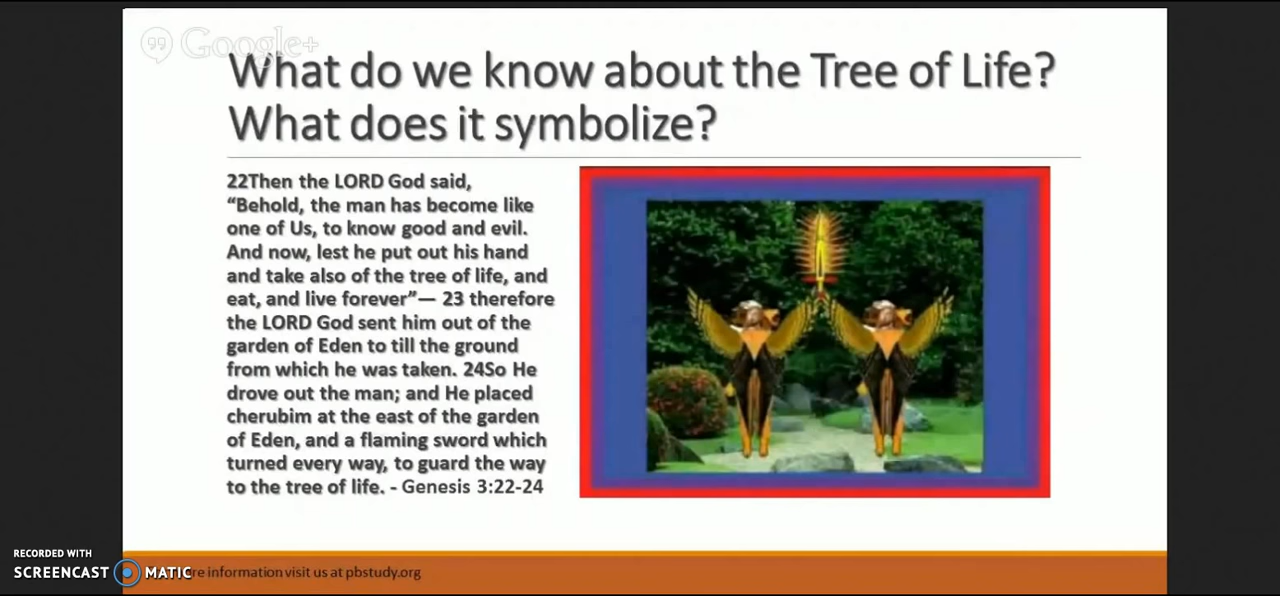 Google+
What do we know about the Tree of Life?
What does it symbolize?
22Then the LORD God said,
“Behold, the man has become like
one of Us, to know good and evil.
And now, lest he put out his hand
and take also of the tree of life, and
eat, and live forever”— 23 therefore
the LORD God sent him out of the
garden of Eden to till the ground
from which he was taken. 24So He
drove out the man; and He placed
cherubim at the east of the garden
of Eden, and a flaming sword which
turned every way, to guard the way
to the tree of life. - Genesis 3:22-24
RECORDED WITH
SCREENCAST MATIC
information visit us at pbstudy.org